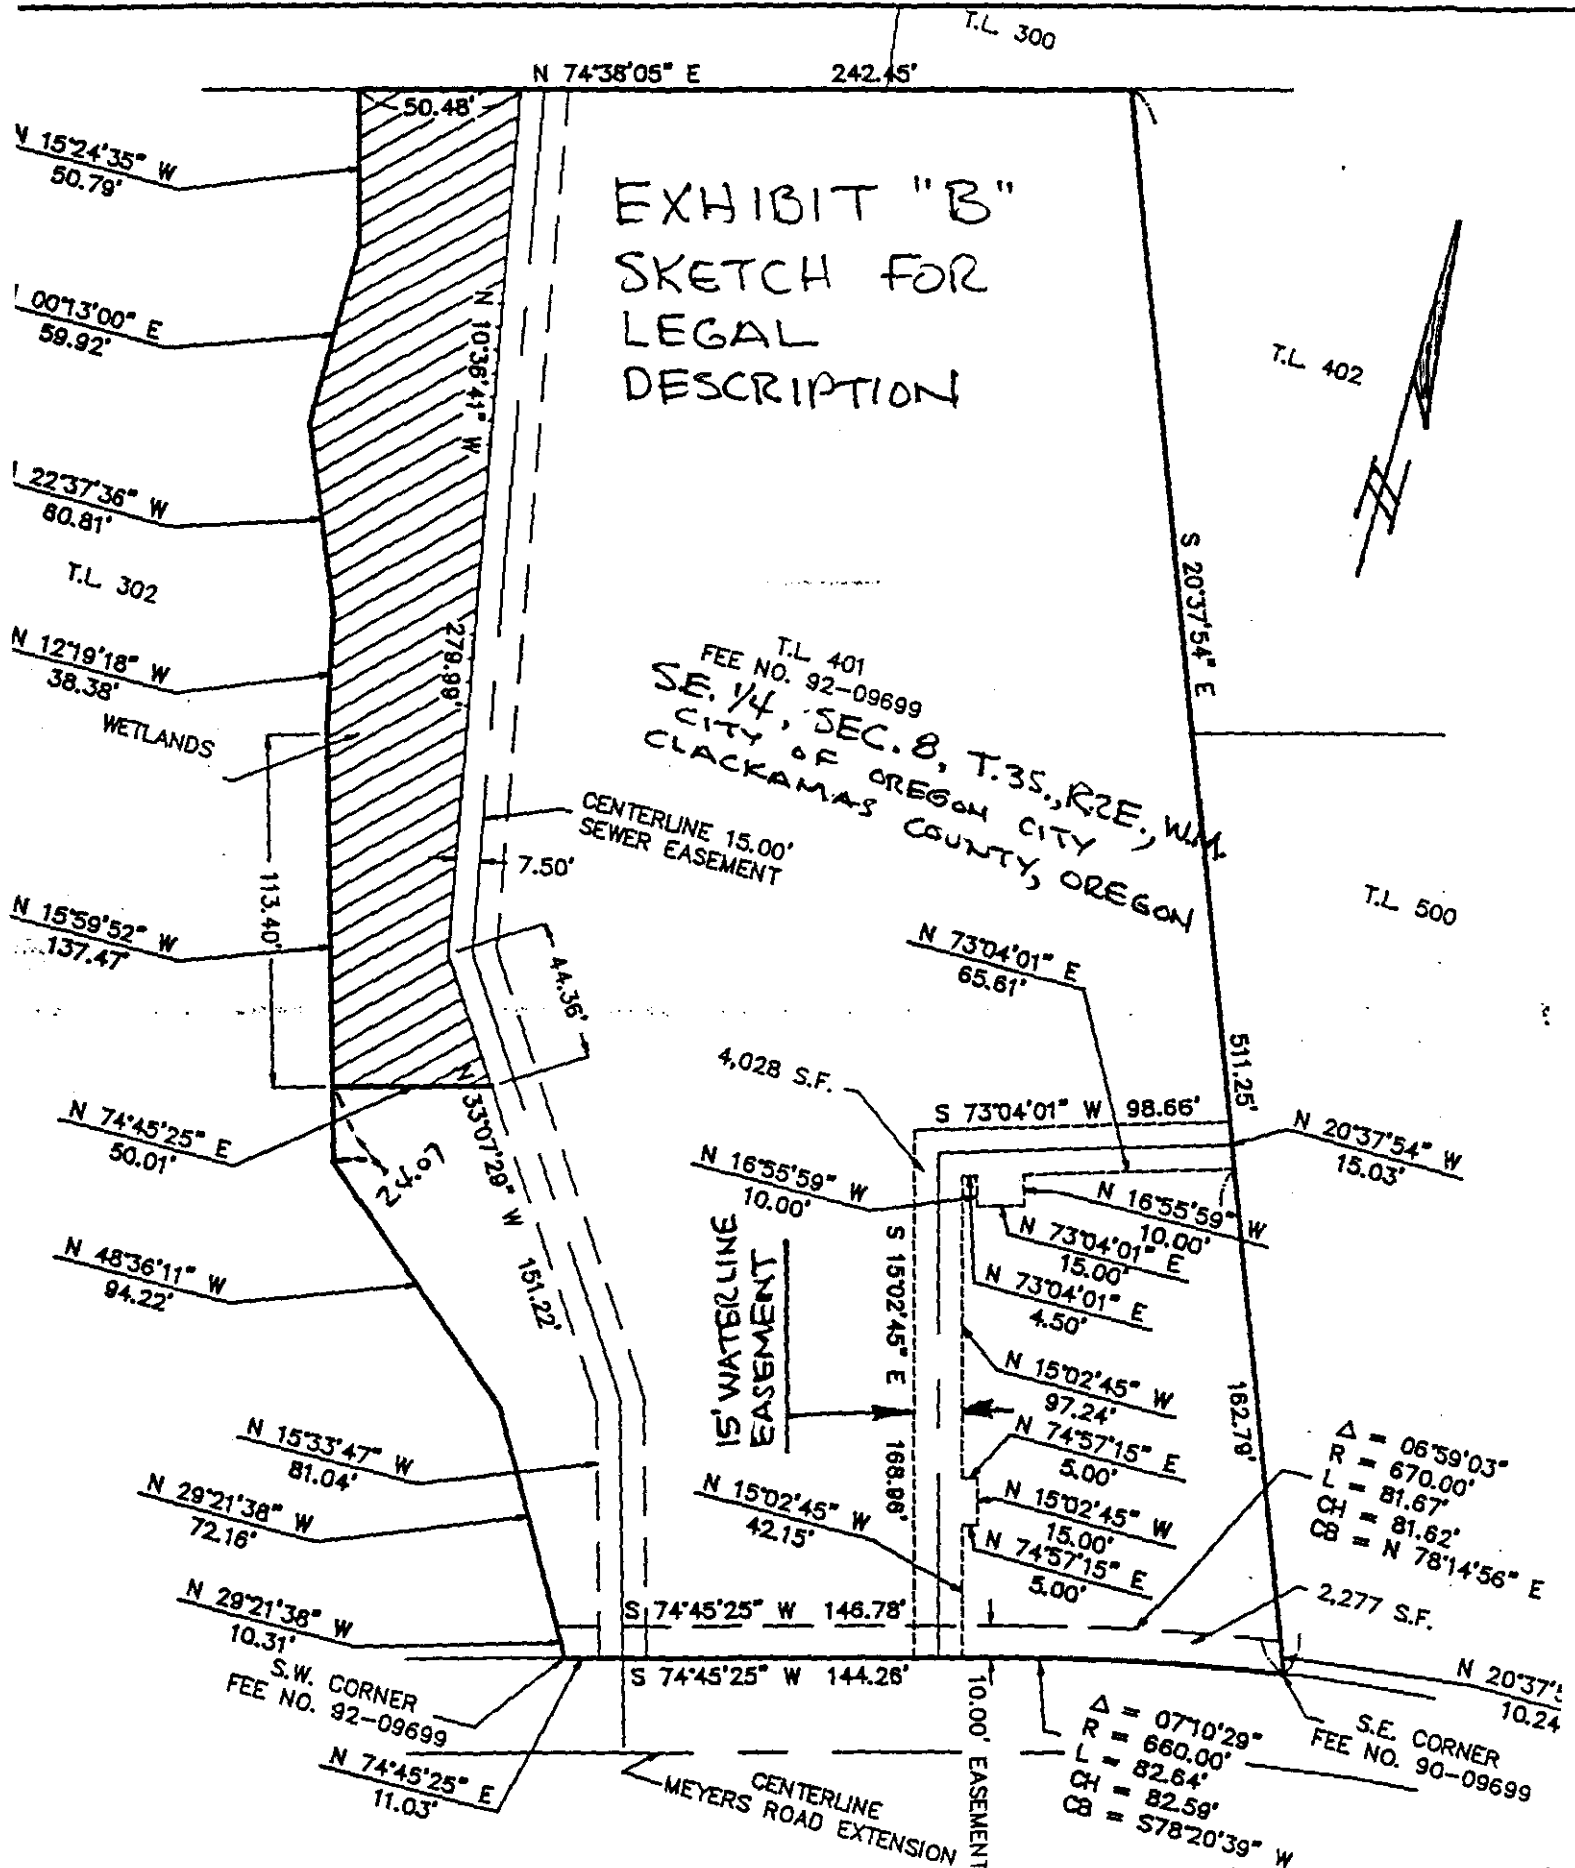 T.L. 300
N 74°38'05" E 242.45'
50.48'
15°24'35" W
50.79'
EXHIBIT "B"
SKETCH FOR
LEGAL
DESCRIPTION
00°13'00" E
59.92'
N 10°36'41" W
279.99'
T.L. 402
22°37'36" W
80.81'
T.L. 302
S 20°37'54" E
511.25'
N 12°19'18" W
38.38'
WETLANDS
T.L. 401
FEE NO. 92-09699
S.E. 1/4, SEC. 8, T.3S., R2E., W.M.
CITY OF OREGON CITY
CLACKAMAS COUNTY, OREGON
CENTERLINE 15.00'
SEWER EASEMENT
7.50'
113.40'
T.L. 500
N 15°59'52" W
137.47'
44.36'
N 73°04'01" E
65.61'
4,028 S.F.
S 73°04'01" W 98.66'
N 20°37'54" W
15.03'
N 74°45'25" E
50.01'
24.07
N 33°07'29" W
151.22'
N 16°55'59" W
10.00'
N 16°55'59" W
10.00'
N 73°04'01" E
15.00'
N 73°04'01" E
4.50'
N 48°36'11" W
94.22'
15' WATERLINE
EASEMENT
S 15°02'45" E
168.96'
N 15°02'45" W
97.24'
162.79'
N 74°57'15" E
5.00'
N 15°33'47" W
81.04'
N 29°21'38" W
72.16'
N 15°02'45" W
42.15'
N 15°02'45" W
15.00'
N 74°57'15" E
5.00'
Δ = 06°59'03"
R = 670.00'
L = 81.67'
CH = 81.62'
CB = N 78°14'56" E
2,277 S.F.
N 29°21'38" W
10.31'
S 74°45'25" W 146.78'
S.W. CORNER
FEE NO. 92-09699
S 74°45'25" W 144.26'
10.00' EASEMENT
N 20°37'5
10.24
S.E. CORNER
FEE NO. 90-09699
N 74°45'25" E
11.03'
CENTERLINE
MEYERS ROAD EXTENSION
Δ = 07°10'29"
R = 660.00'
L = 82.64'
CH = 82.59'
CB = S78°20'39" W